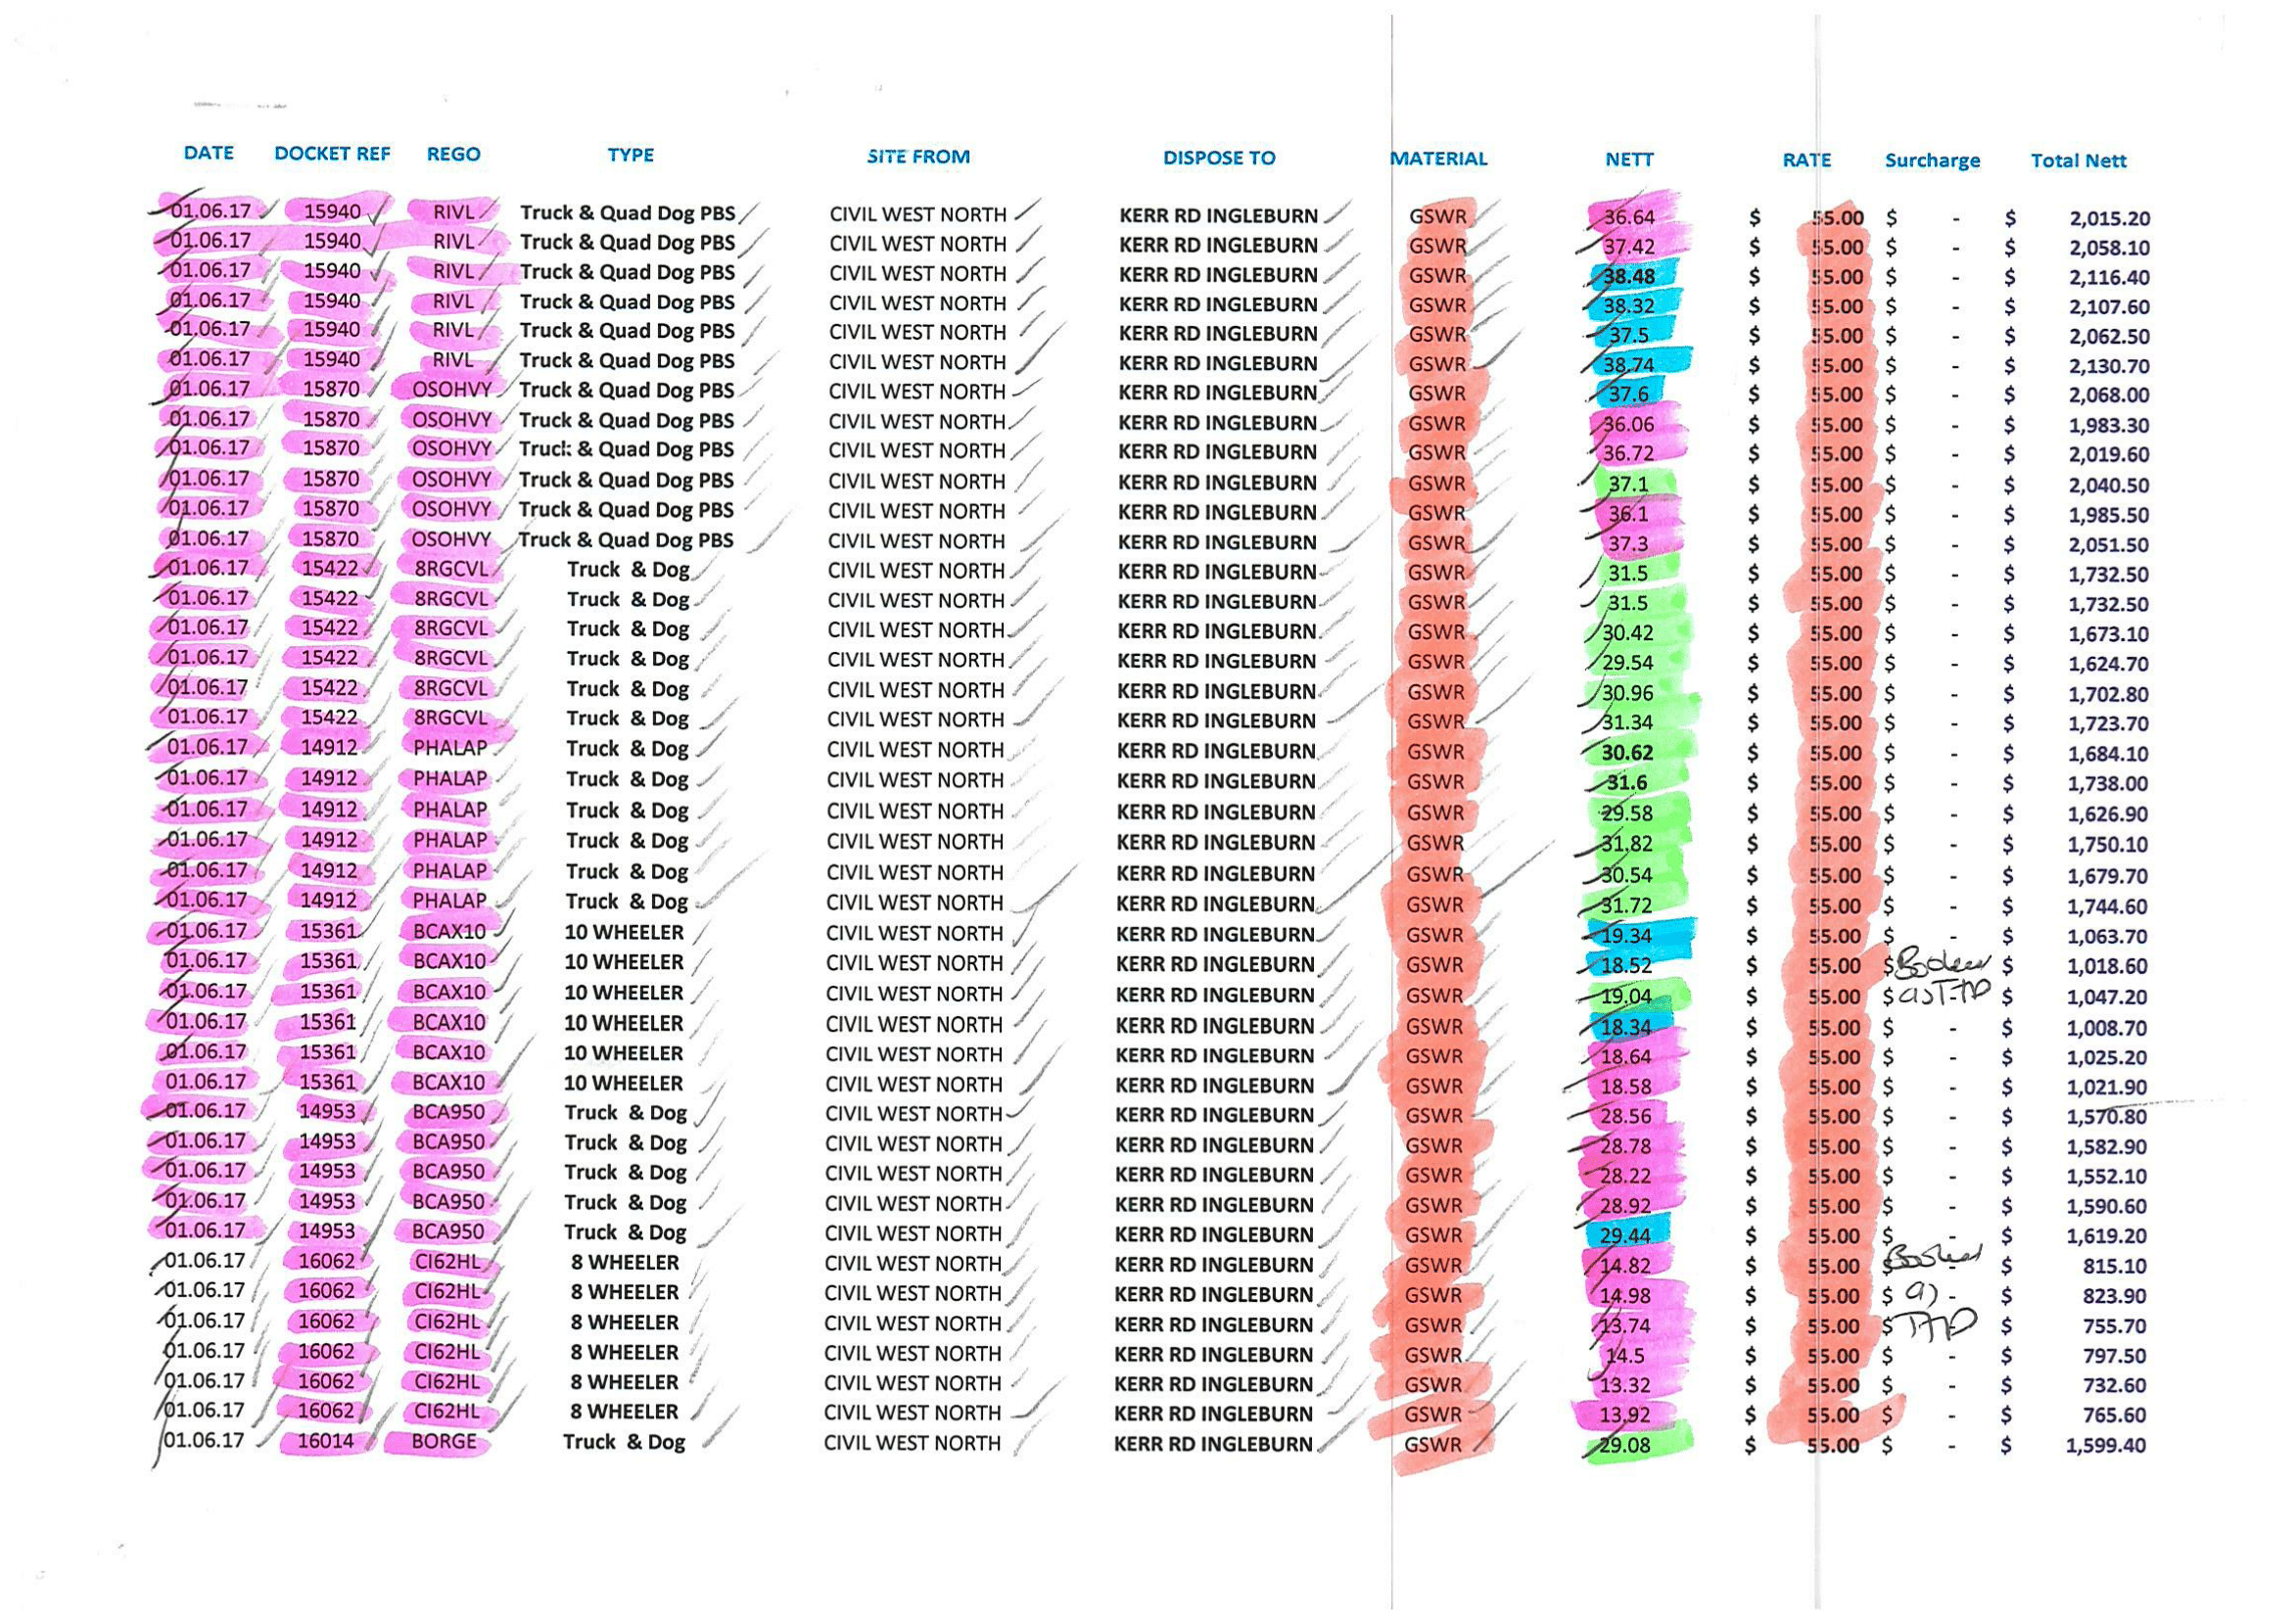 DATE DOCKET REF REGO TYPE SITE FROM DISPOSE TO MATERIAL NETT RATE Surcharge Total Nett
01.06.17 15940 RIVL Truck & Quad Dog PBS CIVIL WEST NORTH KERR RD INGLEBURN GSWR 36.64 $ 55.00 $ - $ 2,015.20
01.06.17 15940 RIVL Truck & Quad Dog PBS CIVIL WEST NORTH KERR RD INGLEBURN GSWR 37.42 $ 55.00 $ - $ 2,058.10
01.06.17 15940 RIVL Truck & Quad Dog PBS CIVIL WEST NORTH KERR RD INGLEBURN GSWR 38.48 $ 55.00 $ - $ 2,116.40
01.06.17 15940 RIVL Truck & Quad Dog PBS CIVIL WEST NORTH KERR RD INGLEBURN GSWR 38.32 $ 55.00 $ - $ 2,107.60
01.06.17 15940 RIVL Truck & Quad Dog PBS CIVIL WEST NORTH KERR RD INGLEBURN GSWR 37.5 $ 55.00 $ - $ 2,062.50
01.06.17 15940 RIVL Truck & Quad Dog PBS CIVIL WEST NORTH KERR RD INGLEBURN GSWR 38.74 $ 55.00 $ - $ 2,130.70
01.06.17 15870 OSOHVY Truck & Quad Dog PBS CIVIL WEST NORTH KERR RD INGLEBURN GSWR 37.6 $ 55.00 $ - $ 2,068.00
01.06.17 15870 OSOHVY Truck & Quad Dog PBS CIVIL WEST NORTH KERR RD INGLEBURN GSWR 36.06 $ 55.00 $ - $ 1,983.30
01.06.17 15870 OSOHVY Truck & Quad Dog PBS CIVIL WEST NORTH KERR RD INGLEBURN GSWR 36.72 $ 55.00 $ - $ 2,019.60
01.06.17 15870 OSOHVY Truck & Quad Dog PBS CIVIL WEST NORTH KERR RD INGLEBURN GSWR 37.1 $ 55.00 $ - $ 2,040.50
01.06.17 15870 OSOHVY Truck & Quad Dog PBS CIVIL WEST NORTH KERR RD INGLEBURN GSWR 36.1 $ 55.00 $ - $ 1,985.50
01.06.17 15870 OSOHVY Truck & Quad Dog PBS CIVIL WEST NORTH KERR RD INGLEBURN GSWR 37.3 $ 55.00 $ - $ 2,051.50
01.06.17 15422 8RGCVL Truck & Dog CIVIL WEST NORTH KERR RD INGLEBURN GSWR 31.5 $ 55.00 $ - $ 1,732.50
01.06.17 15422 8RGCVL Truck & Dog CIVIL WEST NORTH KERR RD INGLEBURN GSWR 31.5 $ 55.00 $ - $ 1,732.50
01.06.17 15422 8RGCVL Truck & Dog CIVIL WEST NORTH KERR RD INGLEBURN GSWR 30.42 $ 55.00 $ - $ 1,673.10
01.06.17 15422 8RGCVL Truck & Dog CIVIL WEST NORTH KERR RD INGLEBURN GSWR 29.54 $ 55.00 $ - $ 1,624.70
01.06.17 15422 8RGCVL Truck & Dog CIVIL WEST NORTH KERR RD INGLEBURN GSWR 30.96 $ 55.00 $ - $ 1,702.80
01.06.17 15422 8RGCVL Truck & Dog CIVIL WEST NORTH KERR RD INGLEBURN GSWR 31.34 $ 55.00 $ - $ 1,723.70
01.06.17 14912 PHALAP Truck & Dog CIVIL WEST NORTH KERR RD INGLEBURN GSWR 30.62 $ 55.00 $ - $ 1,684.10
01.06.17 14912 PHALAP Truck & Dog CIVIL WEST NORTH KERR RD INGLEBURN GSWR 31.6 $ 55.00 $ - $ 1,738.00
01.06.17 14912 PHALAP Truck & Dog CIVIL WEST NORTH KERR RD INGLEBURN GSWR 29.58 $ 55.00 $ - $ 1,626.90
01.06.17 14912 PHALAP Truck & Dog CIVIL WEST NORTH KERR RD INGLEBURN GSWR 31.82 $ 55.00 $ - $ 1,750.10
01.06.17 14912 PHALAP Truck & Dog CIVIL WEST NORTH KERR RD INGLEBURN GSWR 30.54 $ 55.00 $ - $ 1,679.70
01.06.17 14912 PHALAP Truck & Dog CIVIL WEST NORTH KERR RD INGLEBURN GSWR 31.72 $ 55.00 $ - $ 1,744.60
01.06.17 15361 BCAX10 10 WHEELER CIVIL WEST NORTH KERR RD INGLEBURN GSWR 19.34 $ 55.00 $ - $ 1,063.70
01.06.17 15361 BCAX10 10 WHEELER CIVIL WEST NORTH KERR RD INGLEBURN GSWR 18.52 $ 55.00 $ $ 1,018.60
01.06.17 15361 BCAX10 10 WHEELER CIVIL WEST NORTH KERR RD INGLEBURN GSWR 19.04 $ 55.00 $ $ 1,047.20
01.06.17 15361 BCAX10 10 WHEELER CIVIL WEST NORTH KERR RD INGLEBURN GSWR 18.34 $ 55.00 $ - $ 1,008.70
01.06.17 15361 BCAX10 10 WHEELER CIVIL WEST NORTH KERR RD INGLEBURN GSWR 18.64 $ 55.00 $ - $ 1,025.20
01.06.17 15361 BCAX10 10 WHEELER CIVIL WEST NORTH KERR RD INGLEBURN GSWR 18.58 $ 55.00 $ - $ 1,021.90
01.06.17 14953 BCA950 Truck & Dog CIVIL WEST NORTH KERR RD INGLEBURN GSWR 28.56 $ 55.00 $ - $ 1,570.80
01.06.17 14953 BCA950 Truck & Dog CIVIL WEST NORTH KERR RD INGLEBURN GSWR 28.78 $ 55.00 $ - $ 1,582.90
01.06.17 14953 BCA950 Truck & Dog CIVIL WEST NORTH KERR RD INGLEBURN GSWR 28.22 $ 55.00 $ - $ 1,552.10
01.06.17 14953 BCA950 Truck & Dog CIVIL WEST NORTH KERR RD INGLEBURN GSWR 28.92 $ 55.00 $ - $ 1,590.60
01.06.17 14953 BCA950 Truck & Dog CIVIL WEST NORTH KERR RD INGLEBURN GSWR 29.44 $ 55.00 $ - $ 1,619.20
01.06.17 16062 CI62HL 8 WHEELER CIVIL WEST NORTH KERR RD INGLEBURN GSWR 14.82 $ 55.00 $ - $ 815.10
01.06.17 16062 CI62HL 8 WHEELER CIVIL WEST NORTH KERR RD INGLEBURN GSWR 14.98 $ 55.00 $ - $ 823.90
01.06.17 16062 CI62HL 8 WHEELER CIVIL WEST NORTH KERR RD INGLEBURN GSWR 13.74 $ 55.00 $ $ 755.70
01.06.17 16062 CI62HL 8 WHEELER CIVIL WEST NORTH KERR RD INGLEBURN GSWR 14.5 $ 55.00 $ - $ 797.50
01.06.17 16062 CI62HL 8 WHEELER CIVIL WEST NORTH KERR RD INGLEBURN GSWR 13.32 $ 55.00 $ - $ 732.60
01.06.17 16062 CI62HL 8 WHEELER CIVIL WEST NORTH KERR RD INGLEBURN GSWR 13.92 $ 55.00 $ - $ 765.60
01.06.17 16014 BORGE Truck & Dog CIVIL WEST NORTH KERR RD INGLEBURN GSWR 29.08 $ 55.00 $ - $ 1,599.40